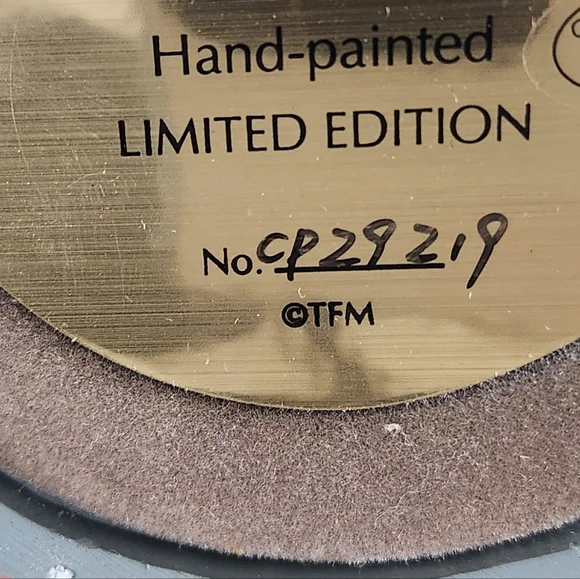 Hand-painted
LIMITED EDITION
No. CP29219
©TFM